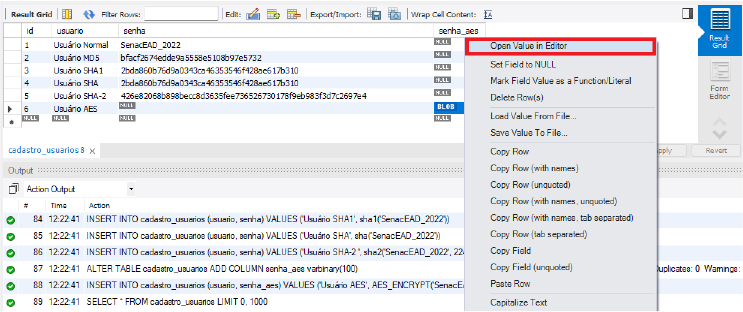 Result Grid Filter Rows: Edit: Export/Import: Wrap Cell Content:
id usuario senha senha_aes
1 Usuário Normal SenacEAD_2022 NULL
2 Usuário MD5 bfacf2674edde9a5558e5108b97e5732 NULL
3 Usuário SHA1 2bda860b76d9a0343ca46353546f428ae617b310 NULL
4 Usuário SHA 2bda860b76d9a0343ca46353546f428ae617b310 NULL
5 Usuário SHA-2 426e82068b898becc8d3635fee736526730178f9eb983f3d7c2697e4 NULL
6 Usuário AES NULL BLOB
NULL NULL NULL NULL
Open Value in Editor
Set Field to NULL
Mark Field Value as a Function/Literal
Delete Row(s)
Load Value From File...
Save Value To File...
Copy Row
Copy Row (with names)
Copy Row (unquoted)
Copy Row (with names, unquoted)
Copy Row (with names, tab separated)
Copy Row (tab separated)
Copy Field
Copy Field (unquoted)
Paste Row
Capitalize Text
Result
Grid
Form
Editor
cadastro_usuarios 8 pply Revert
Output
Action Output
# Time Action
84 12:22:41 INSERT INTO cadastro_usuarios (usuario, senha) VALUES ('Usuário SHA1', sha1('SenacEAD_2022'))
85 12:22:41 INSERT INTO cadastro_usuarios (usuario, senha) VALUES ('Usuário SHA', sha('SenacEAD_2022'))
86 12:22:41 INSERT INTO cadastro_usuarios (usuario, senha) VALUES ('Usuário SHA-2 ', sha2('SenacEAD_2022', 224
87 12:22:41 ALTER TABLE cadastro_usuarios ADD COLUMN senha_aes varbinary(100) Duplicates: 0 Warnings:
88 12:22:41 INSERT INTO cadastro_usuarios (usuario, senha_aes) VALUES ('Usuário AES', AES_ENCRYPT('SenacE
89 12:22:41 SELECT * FROM cadastro_usuarios LIMIT 0, 1000